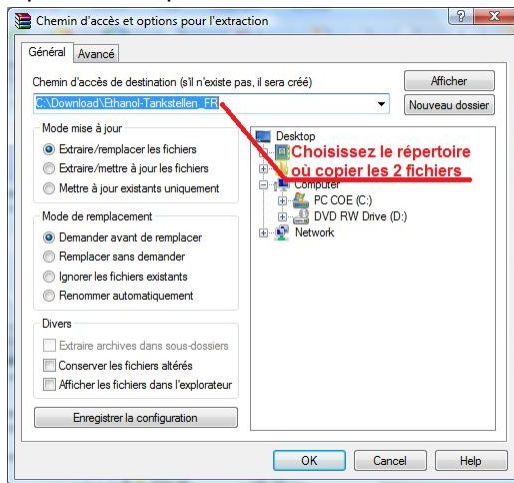 Chemin d'accès et options pour l'extraction
Général
Avancé
Chemin d'accès de destination (s'il n'existe pas, il sera créé)
Afficher
C:\Download\Ethanol-Tankstellen_FR
Nouveau dossier
Mode mise à jour
Extraire/remplacer les fichiers
Extraire/mettre à jour les fichiers
Mettre à jour existants uniquement
Mode de remplacement
Demander avant de remplacer
Remplacer sans demander
Ignorer les fichiers existants
Renommer automatiquement
Divers
Extraire archives dans sous-dossiers
Conserver les fichiers altérés
Afficher les fichiers dans l'explorateur
Enregistrer la configuration
Desktop
Choisissez le répertoire
où copier les 2 fichiers
Computer
PC COE (C:)
DVD RW Drive (D:)
Network
OK
Cancel
Help